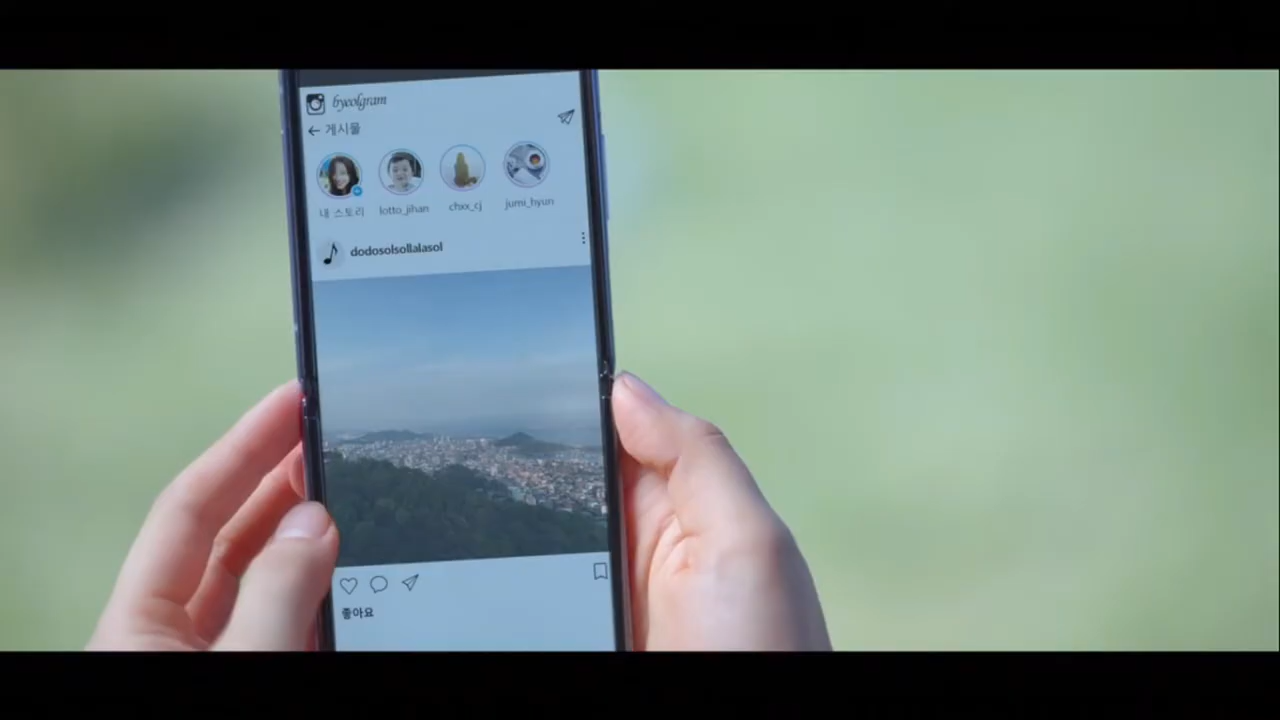 byeolgram
← 게시물
내 스토리 lotto_jihan chxx_cj jumi_hyun
dodosolsollalasol
좋아요